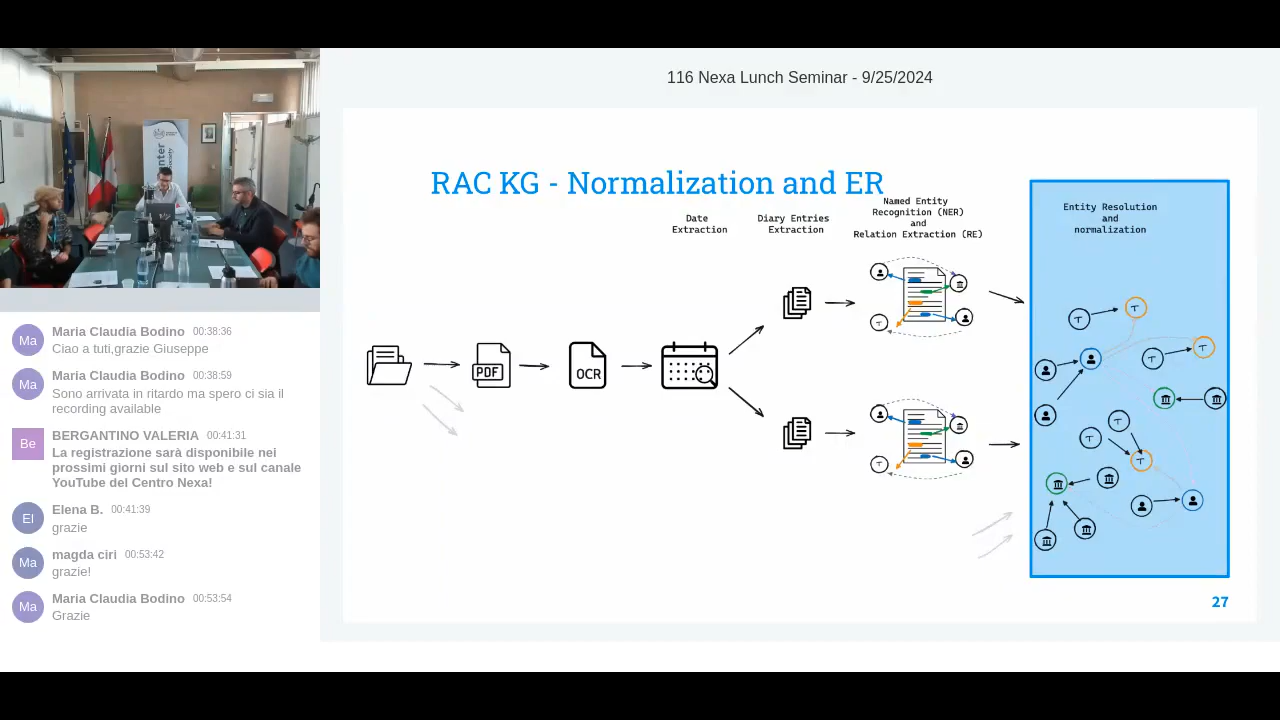 116 Nexa Lunch Seminar - 9/25/2024
RAC KG - Normalization and ER
Date
Extraction
Diary Entries
Extraction
Named Entity
Recognition (NER)
and
Relation Extraction (RE)
Entity Resolution
and
normalization
PDF
OCR
27
Ma
Maria Claudia Bodino 00:38:36
Ciao a tuti,grazie Giuseppe
Ma
Maria Claudia Bodino 00:38:59
Sono arrivata in ritardo ma spero ci sia il
recording available
Be
BERGANTINO VALERIA 00:41:31
La registrazione sarà disponibile nei
prossimi giorni sul sito web e sul canale
YouTube del Centro Nexa!
El
Elena B. 00:41:39
grazie
Ma
magda ciri 00:53:42
grazie!
Ma
Maria Claudia Bodino 00:53:54
Grazie